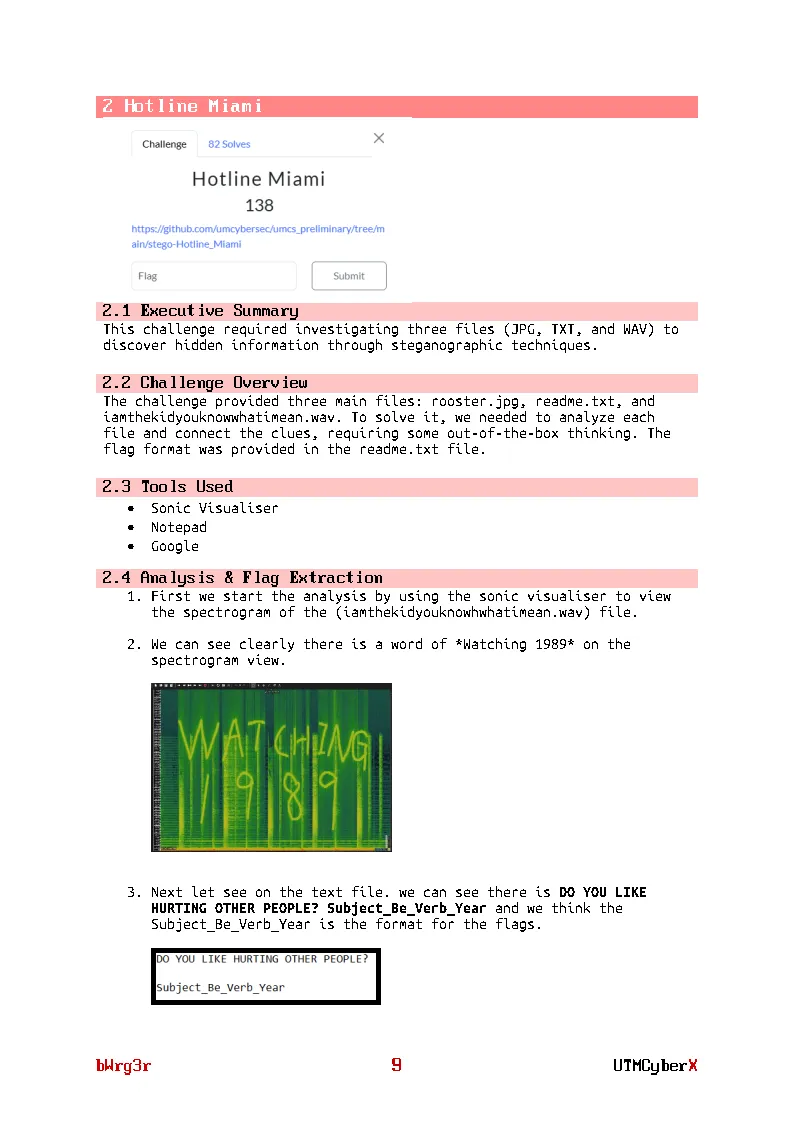 2 Hotline Miami
Challenge
82 Solves
×
Hotline Miami
138
https://github.com/umcybersec/umcs_preliminary/tree/m
ain/stego-Hotline_Miami
Flag
Submit
2.1 Executive Summary
This challenge required investigating three files (JPG, TXT, and WAV) to
discover hidden information through steganographic techniques.
2.2 Challenge Overview
The challenge provided three main files: rooster.jpg, readme.txt, and
iamthekidyouknowwhatimean.wav. To solve it, we needed to analyze each
file and connect the clues, requiring some out-of-the-box thinking. The
flag format was provided in the readme.txt file.
2.3 Tools Used
• Sonic Visualiser
• Notepad
• Google
2.4 Analysis & Flag Extraction
1. First we start the analysis by using the sonic visualiser to view
the spectrogram of the (iamthekidyouknowhwhatimean.wav) file.
2. We can see clearly there is a word of *Watching 1989* on the
spectrogram view.
WATCHING
1989
3. Next let see on the text file. we can see there is DO YOU LIKE
HURTING OTHER PEOPLE? Subject_Be_Verb_Year and we think the
Subject_Be_Verb_Year is the format for the flags.
DO YOU LIKE HURTING OTHER PEOPLE?
Subject_Be_Verb_Year
bWrg3r
9
UTMCyberX